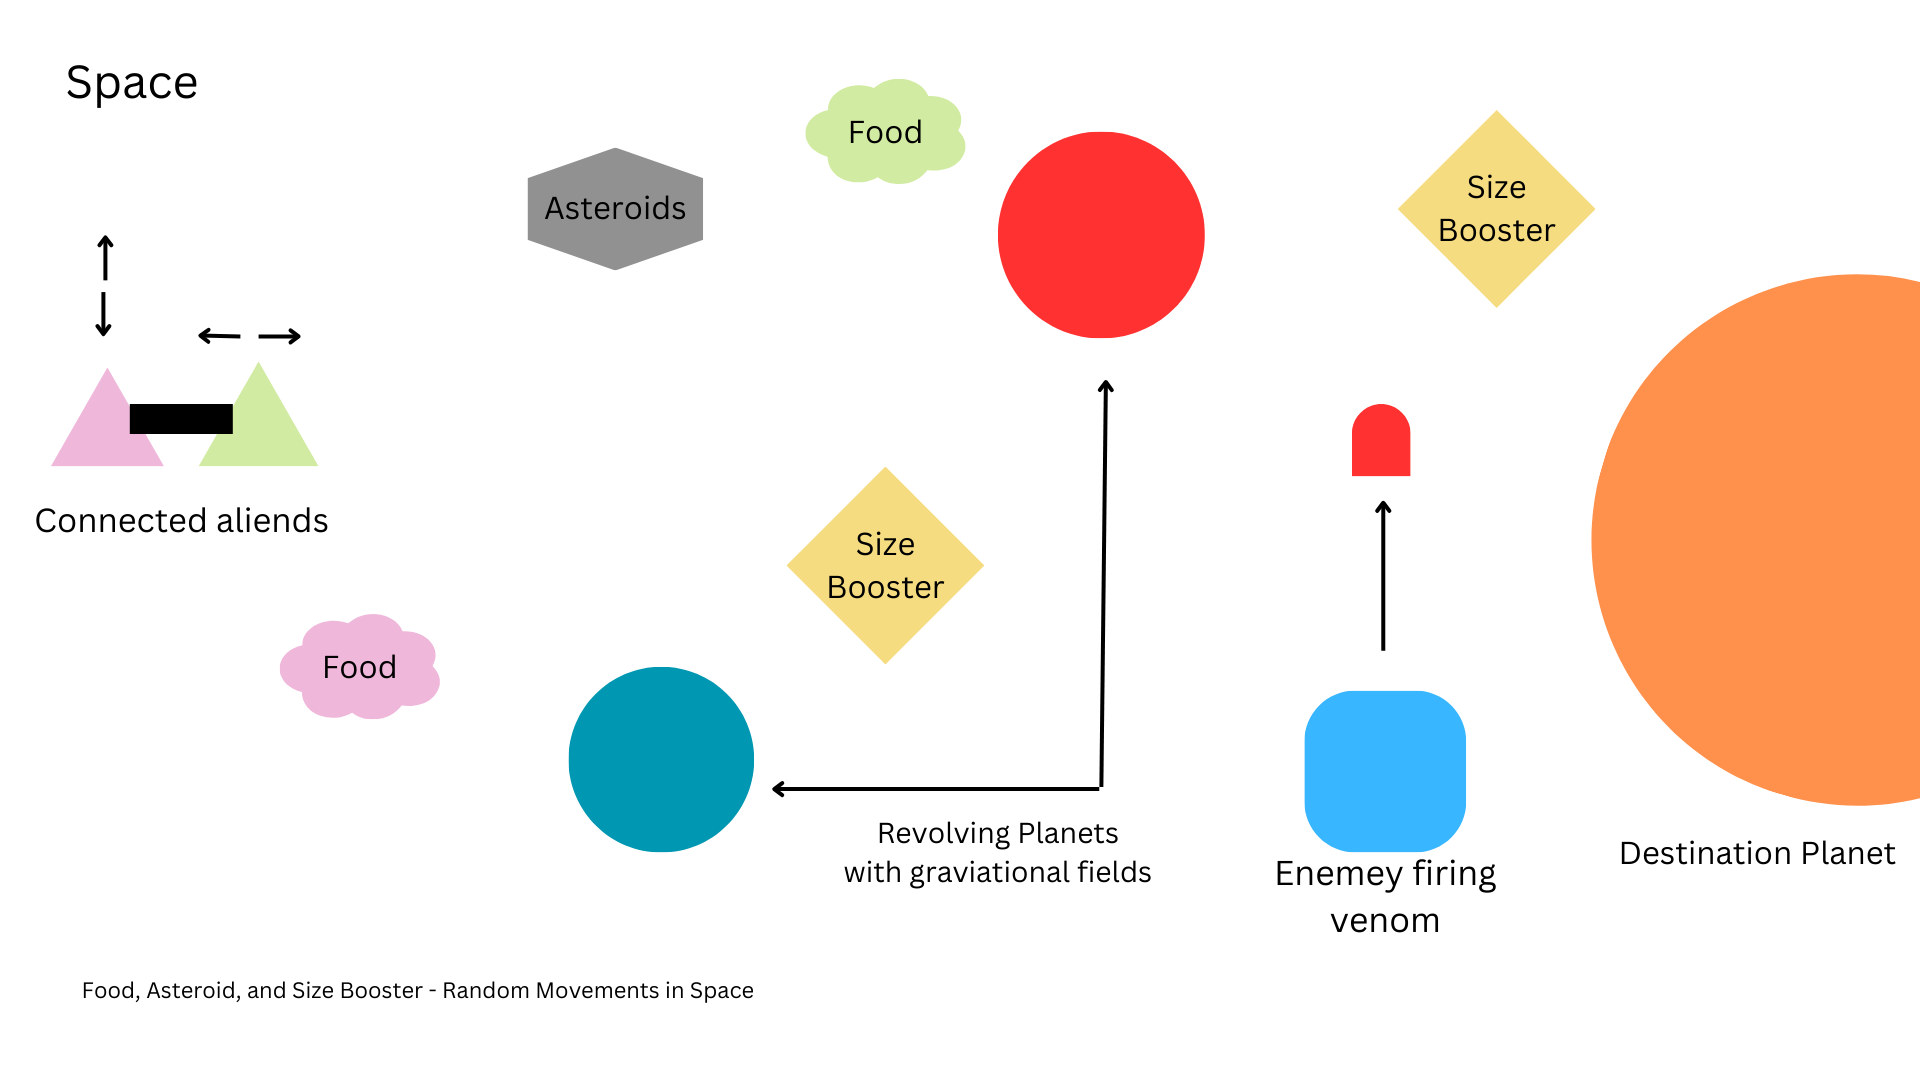 Space
Food
Asteroids
Size
Booster
Connected aliends
Size
Booster
Food
Revolving Planets
with graviational fields
Enemey firing
venom
Destination Planet
Food, Asteroid, and Size Booster - Random Movements in Space